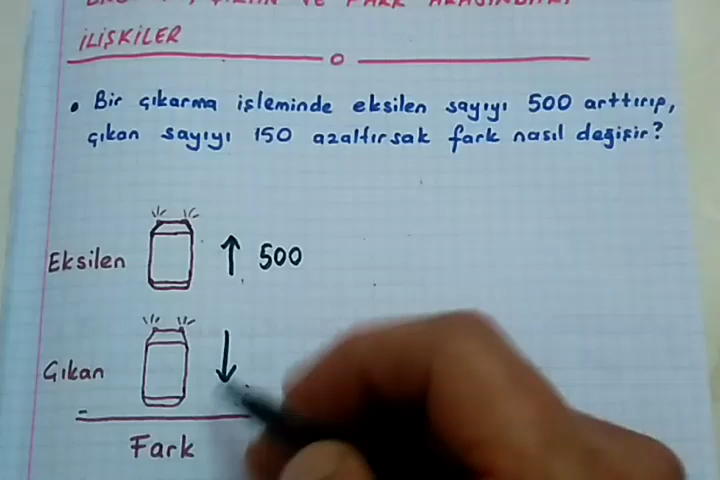 İLİŞKİLER
• Bir çıkarma işleminde eksilen sayıyı 500 arttırıp,
çıkan sayıyı 150 azaltırsak fark nasıl değişir?
Eksilen ↑ 500
Çıkan ↓
-
Fark